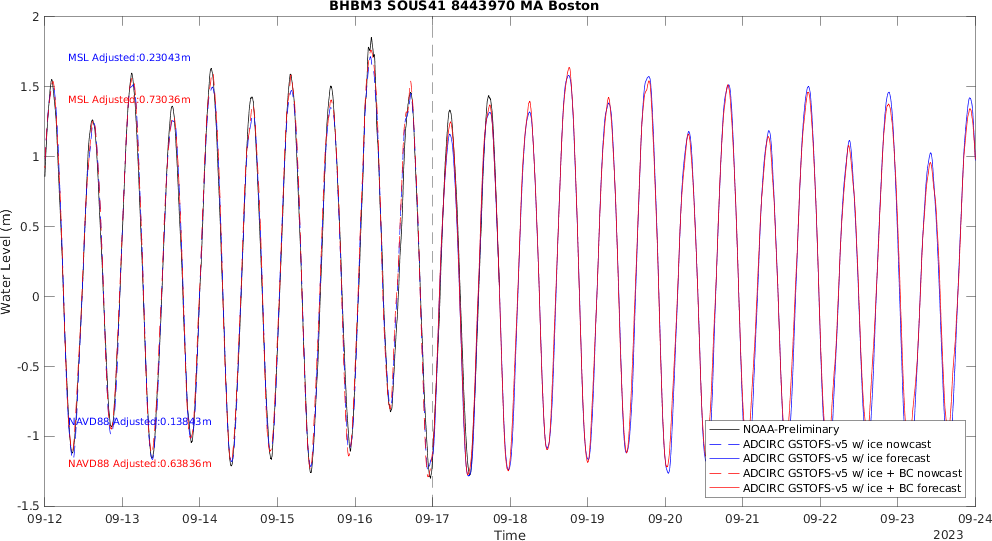 BHBM3 SOUS41 8443970 MA Boston
2
1.5
1
0.5
0
-0.5
-1
-1.5
Water Level (m)
MSL Adjusted:0.23043m
MSL Adjusted:0.73036m
NAVD88 Adjusted:0.13843m
NAVD88 Adjusted:0.63836m
NOAA-Preliminary
ADCIRC GSTOFS-v5 w/ ice nowcast
ADCIRC GSTOFS-v5 w/ ice forecast
ADCIRC GSTOFS-v5 w/ ice + BC nowcast
ADCIRC GSTOFS-v5 w/ ice + BC forecast
09-12 09-13 09-14 09-15 09-16 09-17 09-18 09-19 09-20 09-21 09-22 09-23 09-24
Time
2023